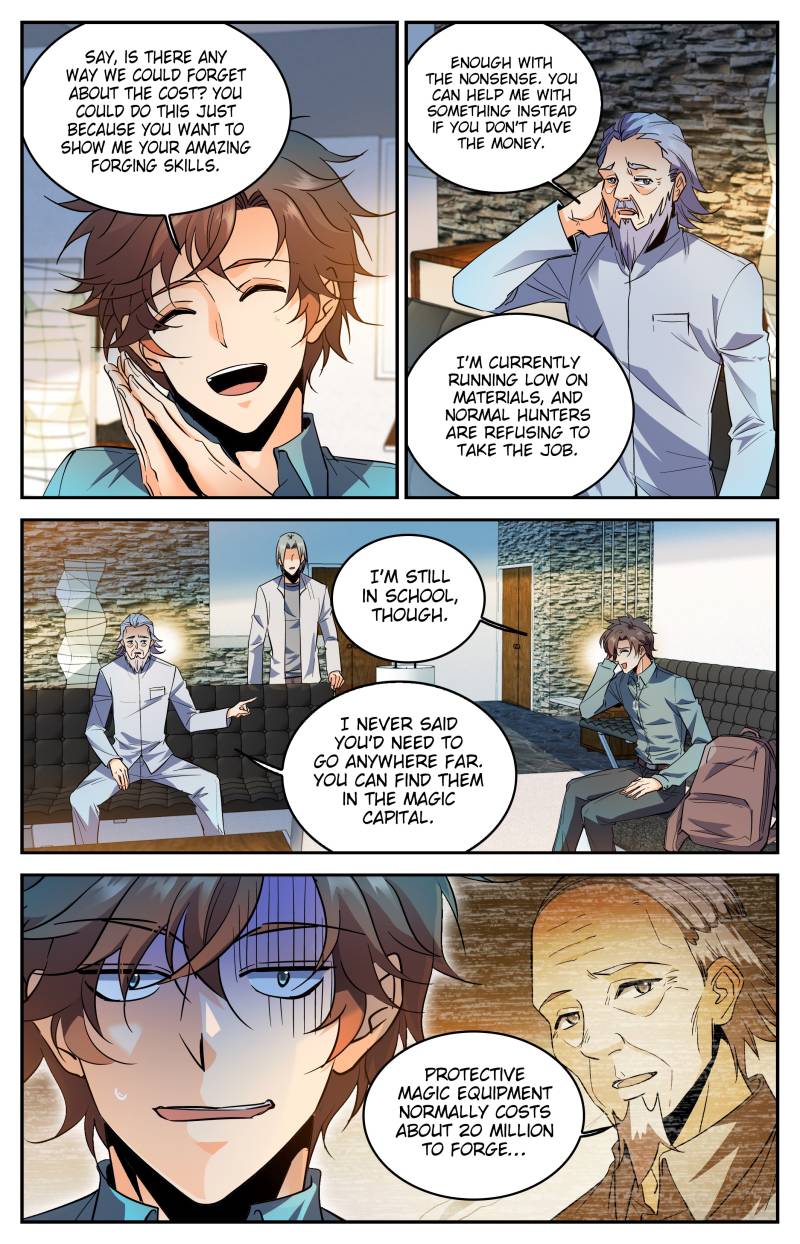 SAY, IS THERE ANY
WAY WE COULD FORGET
ABOUT THE COST? YOU
COULD DO THIS JUST
BECAUSE YOU WANT TO
SHOW ME YOUR AMAZING
FORGING SKILLS.
ENOUGH WITH
THE NONSENSE. YOU
CAN HELP ME WITH
SOMETHING INSTEAD
IF YOU DON'T HAVE
THE MONEY.
I'M CURRENTLY
RUNNING LOW ON
MATERIALS, AND
NORMAL HUNTERS
ARE REFUSING TO
TAKE THE JOB.
I'M STILL
IN SCHOOL,
THOUGH.
I NEVER SAID
YOU'D NEED TO
GO ANYWHERE FAR.
YOU CAN FIND THEM
IN THE MAGIC
CAPITAL.
PROTECTIVE
MAGIC EQUIPMENT
NORMALLY COSTS
ABOUT 20 MILLION
TO FORGE...